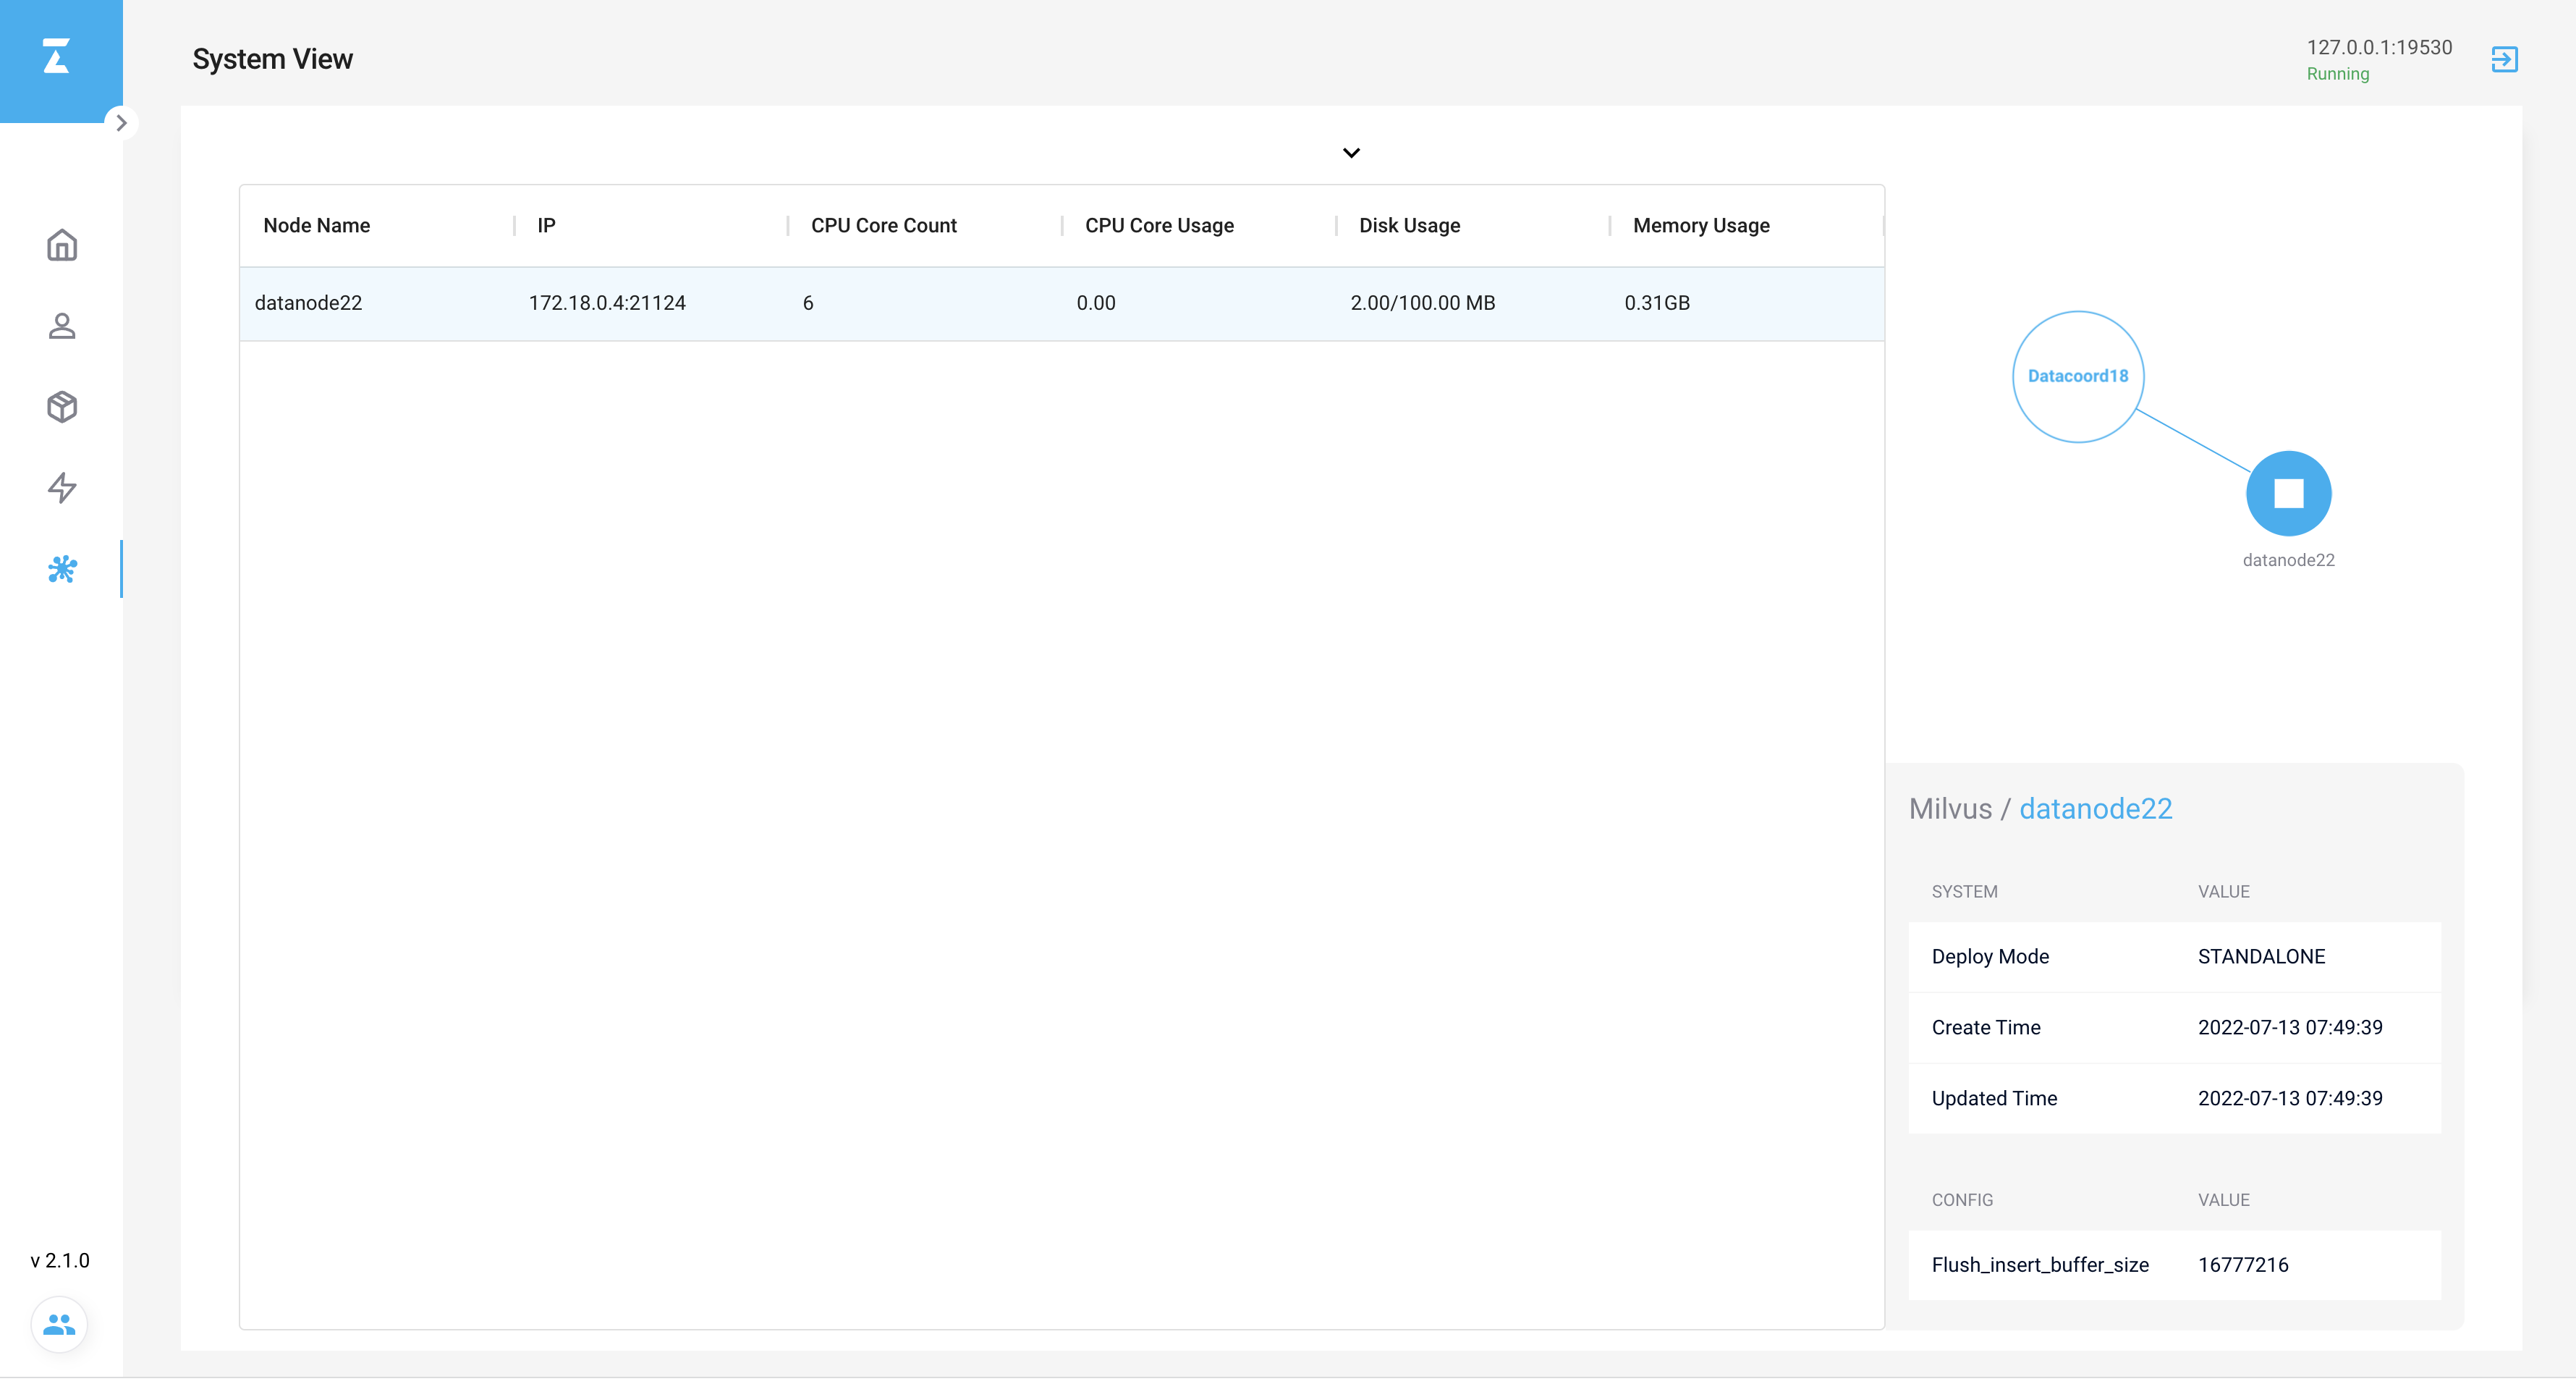 System View
127.0.0.1:19530
Running
Node Name IP CPU Core Count CPU Core Usage Disk Usage Memory Usage
datanode22 172.18.0.4:21124 6 0.00 2.00/100.00 MB 0.31GB
Datacoord18
datanode22
Milvus / datanode22
SYSTEM VALUE
Deploy Mode STANDALONE
Create Time 2022-07-13 07:49:39
Updated Time 2022-07-13 07:49:39
CONFIG VALUE
Flush_insert_buffer_size 16777216
v 2.1.0